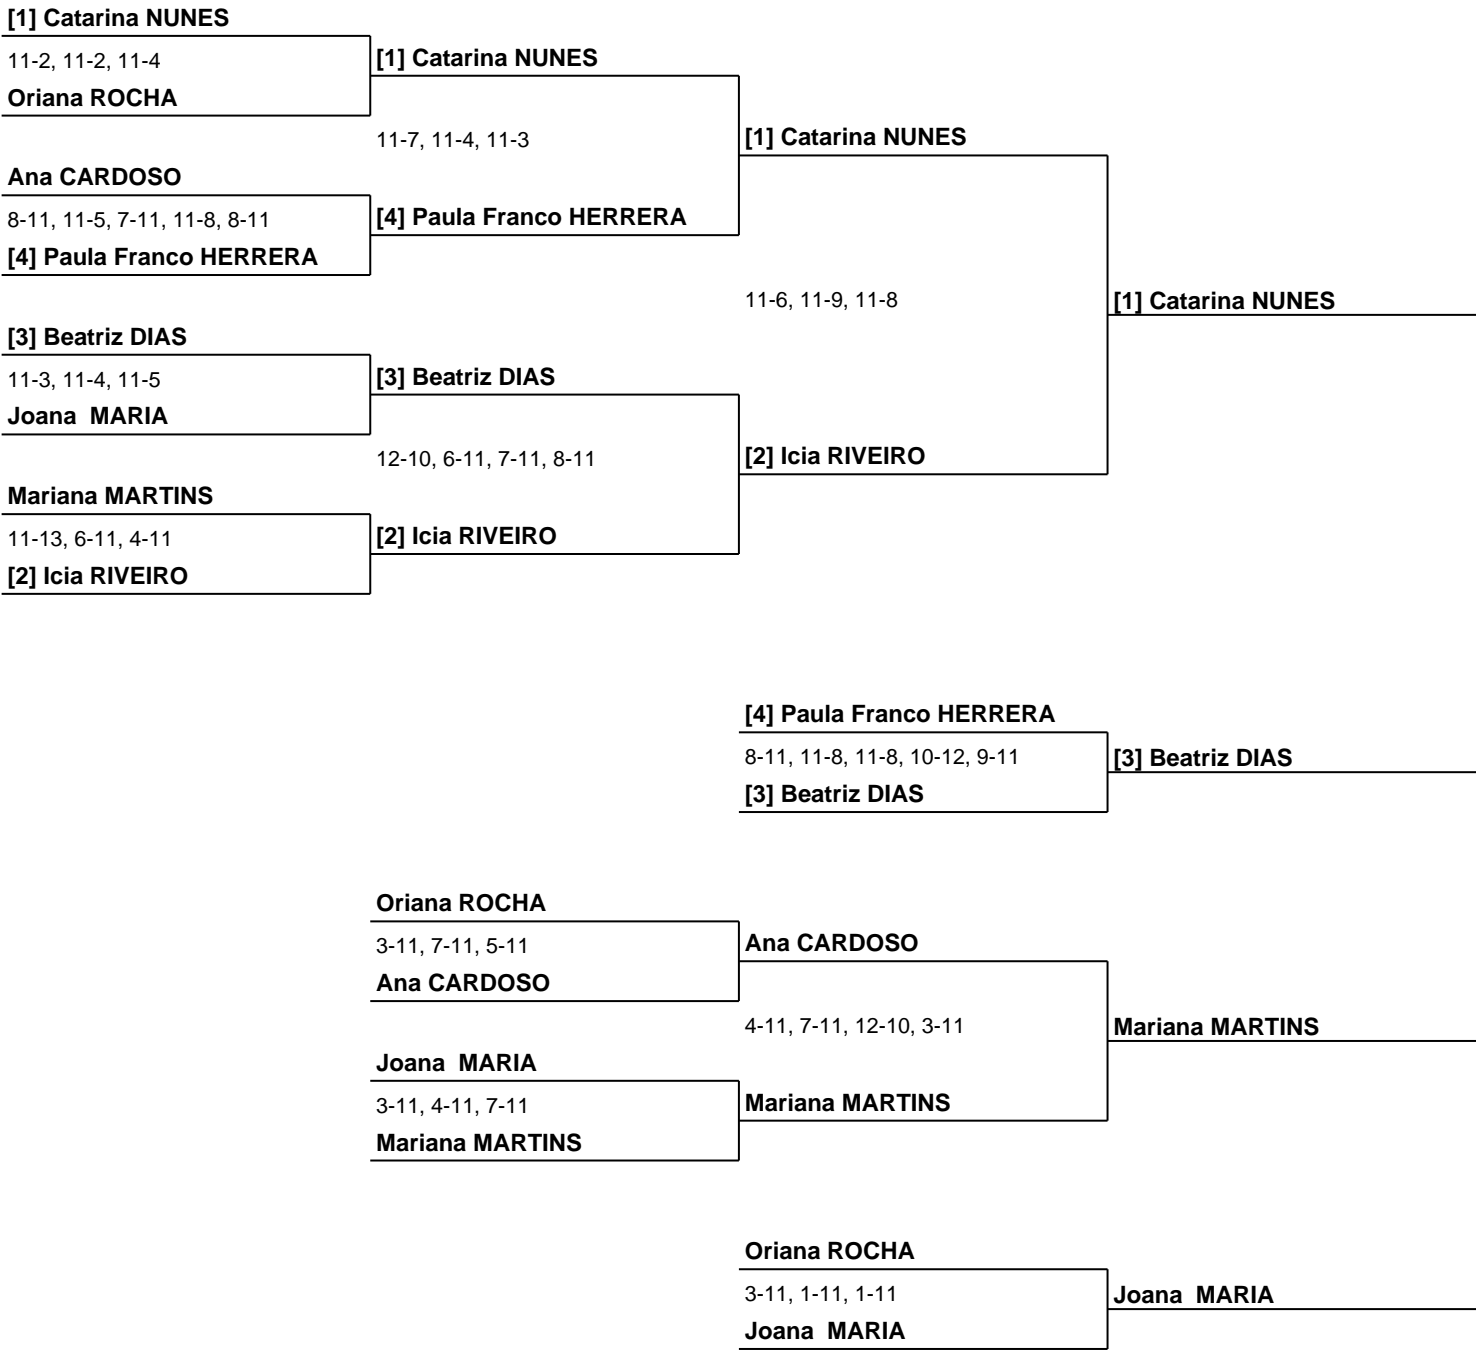 [1] Catarina NUNES
11-2, 11-2, 11-4
[1] Catarina NUNES
Oriana ROCHA
11-7, 11-4, 11-3
[1] Catarina NUNES
Ana CARDOSO
8-11, 11-5, 7-11, 11-8, 8-11
[4] Paula Franco HERRERA
[4] Paula Franco HERRERA
11-6, 11-9, 11-8
[1] Catarina NUNES
[3] Beatriz DIAS
11-3, 11-4, 11-5
[3] Beatriz DIAS
Joana  MARIA
12-10, 6-11, 7-11, 8-11
[2] Icia RIVEIRO
Mariana MARTINS
11-13, 6-11, 4-11
[2] Icia RIVEIRO
[2] Icia RIVEIRO
[4] Paula Franco HERRERA
8-11, 11-8, 11-8, 10-12, 9-11
[3] Beatriz DIAS
[3] Beatriz DIAS
Oriana ROCHA
3-11, 7-11, 5-11
Ana CARDOSO
Ana CARDOSO
4-11, 7-11, 12-10, 3-11
Mariana MARTINS
Joana  MARIA
3-11, 4-11, 7-11
Mariana MARTINS
Mariana MARTINS
Oriana ROCHA
3-11, 1-11, 1-11
Joana  MARIA
Joana  MARIA